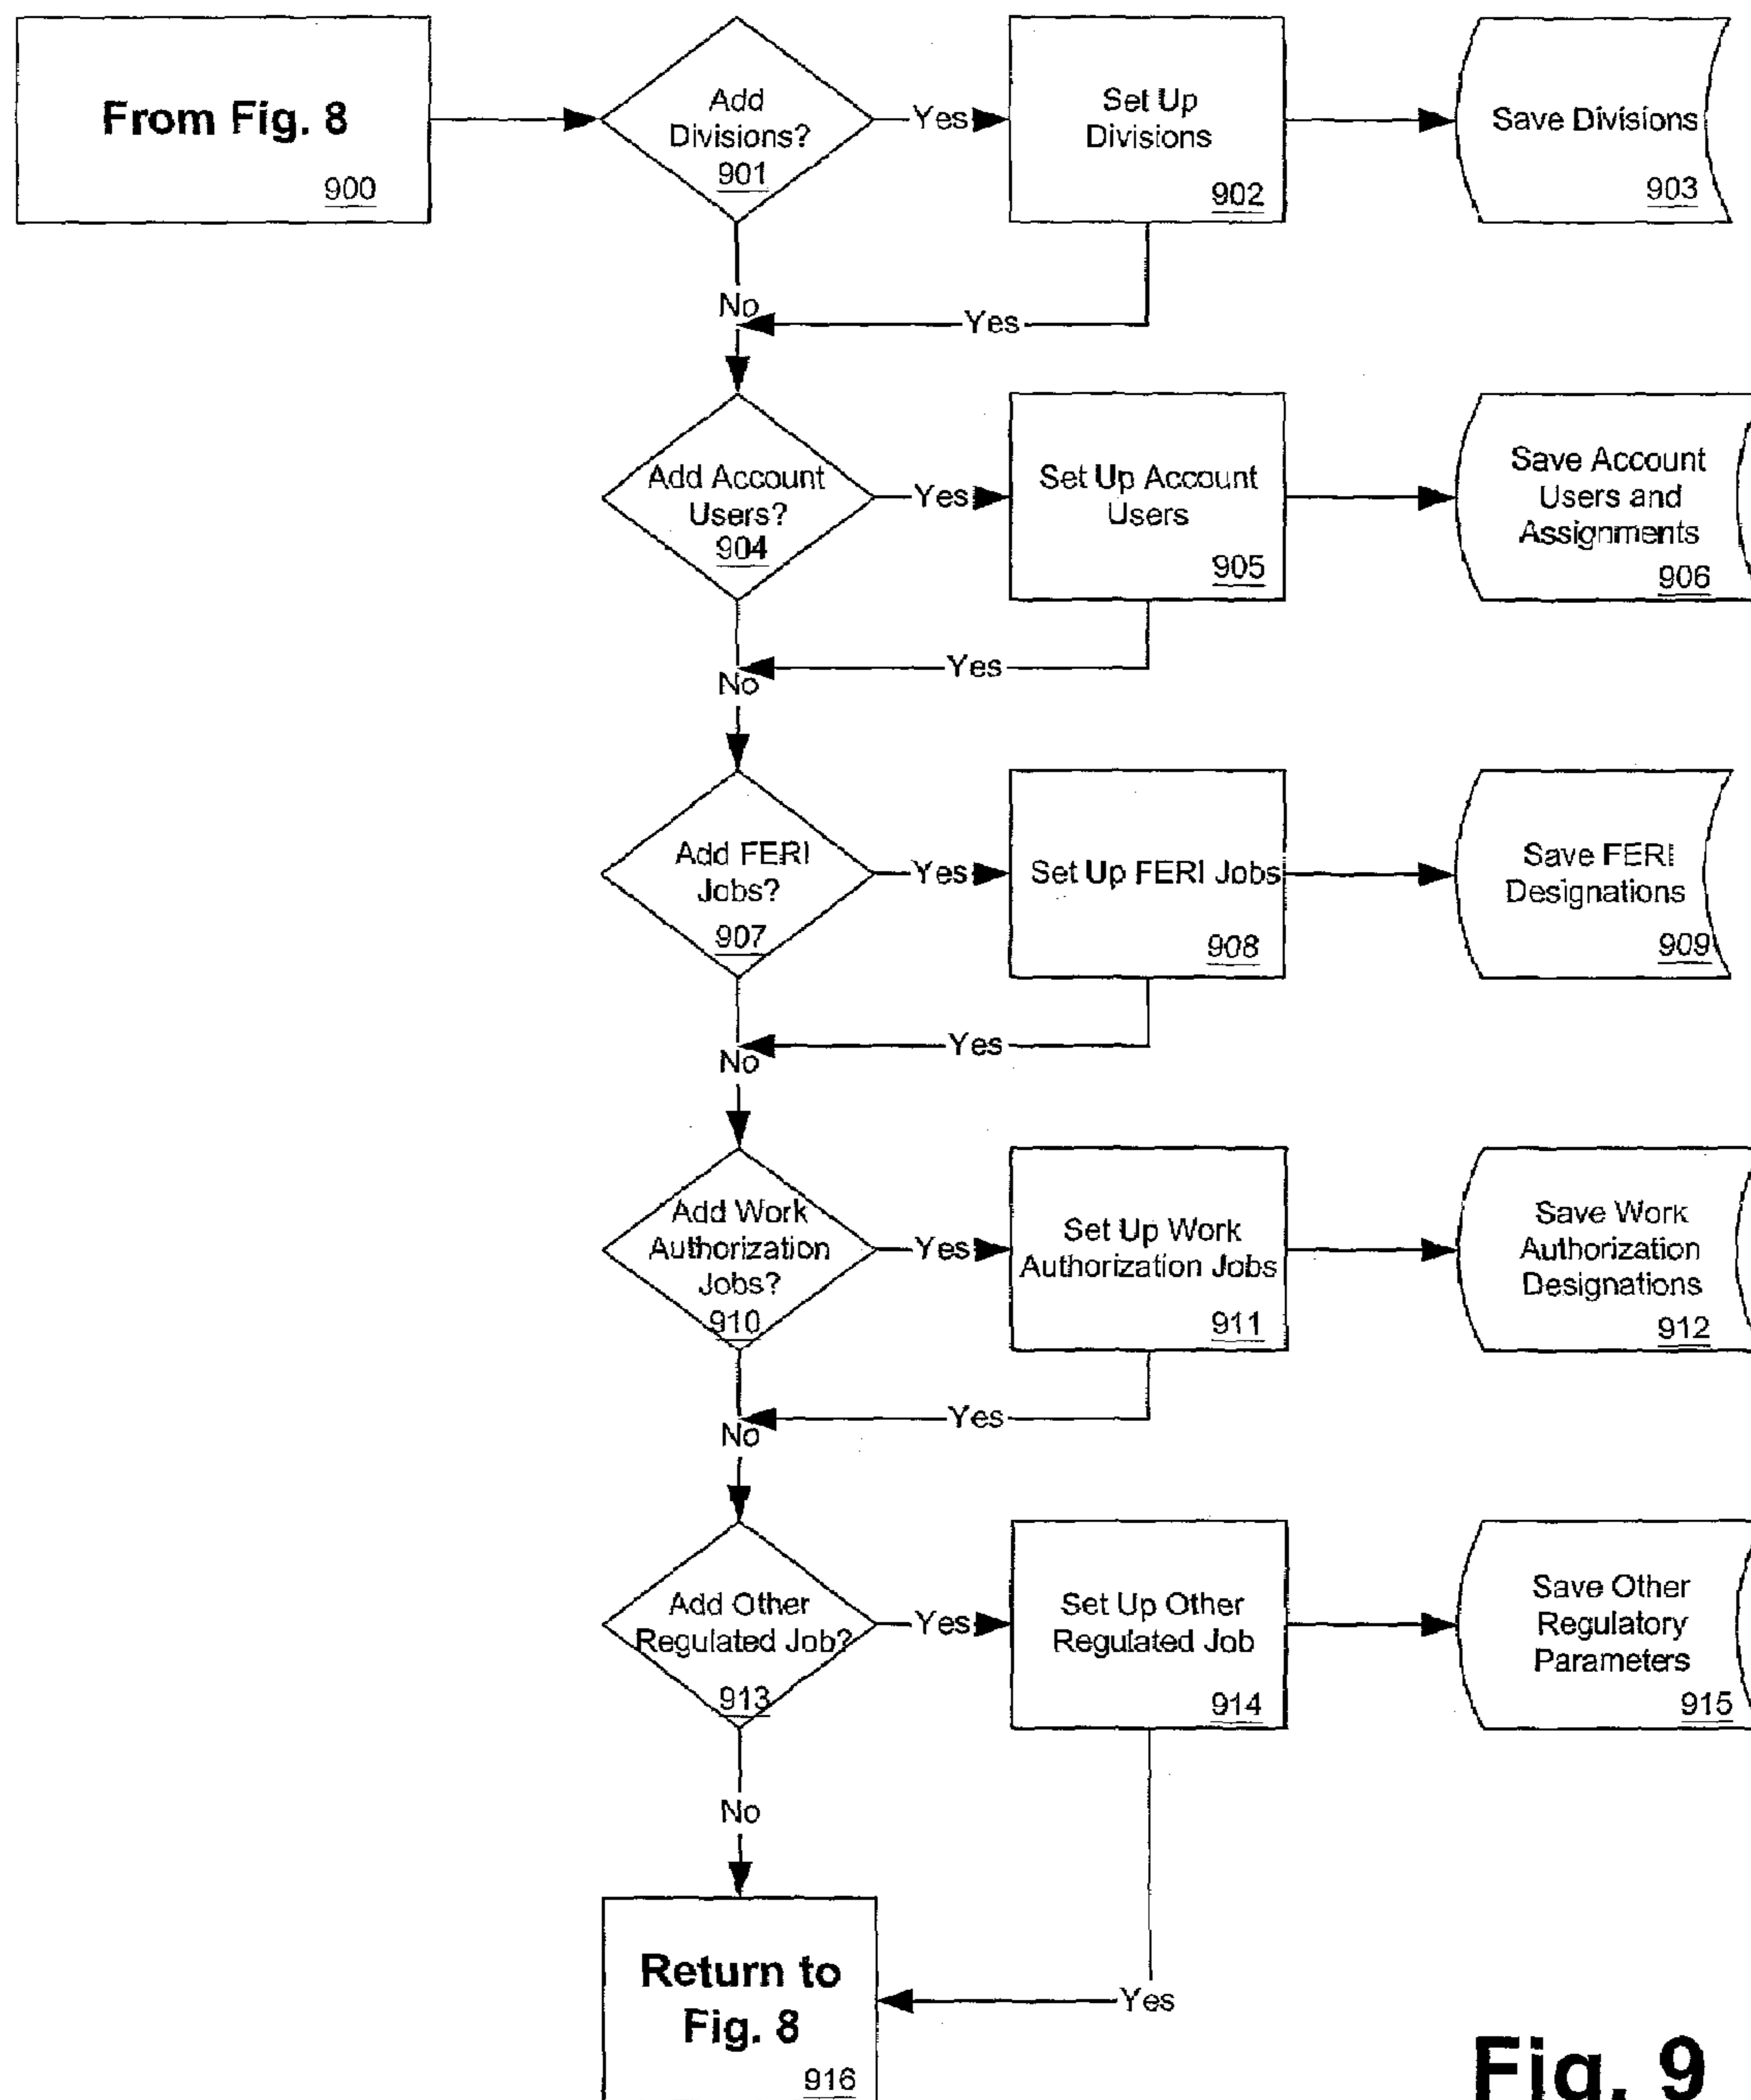 From Fig. 8
900
Add
Divisions?
901
Yes
Set Up
Divisions
902
Save Divisions
903
No
Yes
Add Account
Users?
904
Yes
Set Up Account
Users
905
Save Account
Users and
Assignments
906
No
Yes
Add FERI
Jobs?
907
Yes
Set Up FERI Jobs
908
Save FERI
Designations
909
No
Yes
Add Work
Authorization
Jobs?
910
Yes
Set Up Work
Authorization Jobs
911
Save Work
Authorization
Designations
912
No
Yes
Add Other
Regulated Job?
913
Yes
Set Up Other
Regulated Job
914
Save Other
Regulatory
Parameters
915
No
Yes
Return to
Fig. 8
916
Fig. 9